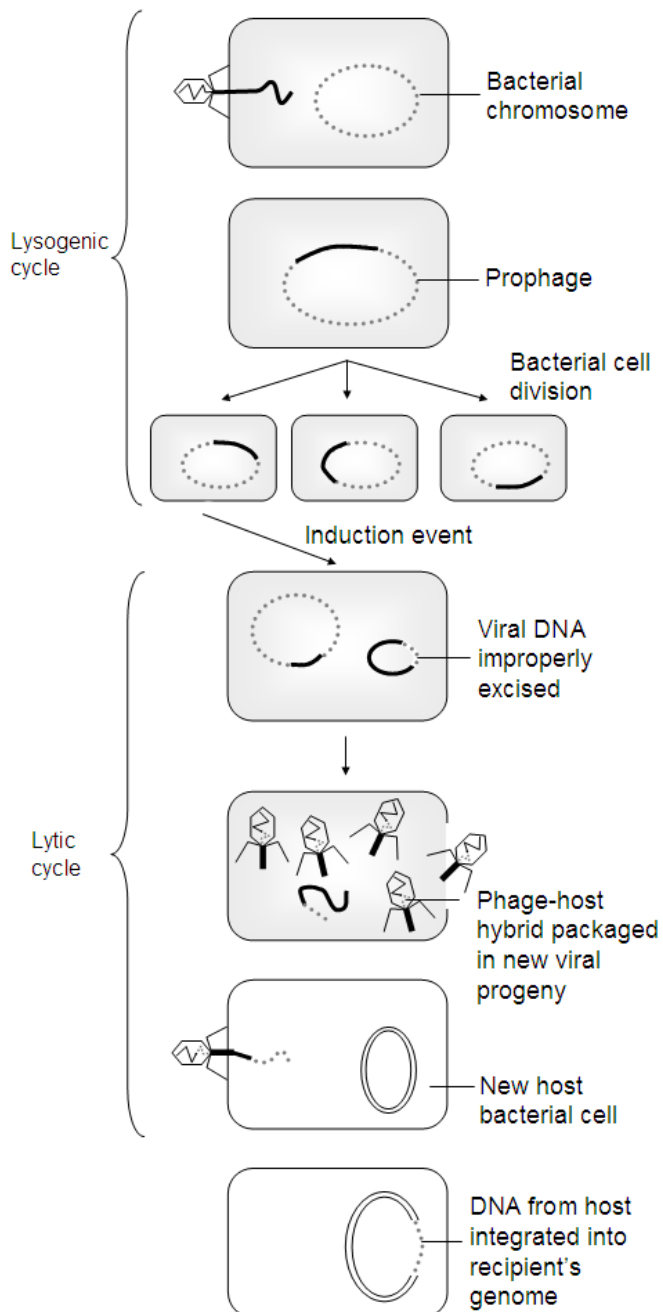 Bacterial
chromosome
Lysogenic
cycle
Prophage
Bacterial cell
division
Induction event
Viral DNA
improperly
excised
Lytic
cycle
Phage-host
hybrid packaged
in new viral
progeny
New host
bacterial cell
DNA from host
integrated into
recipient's
genome